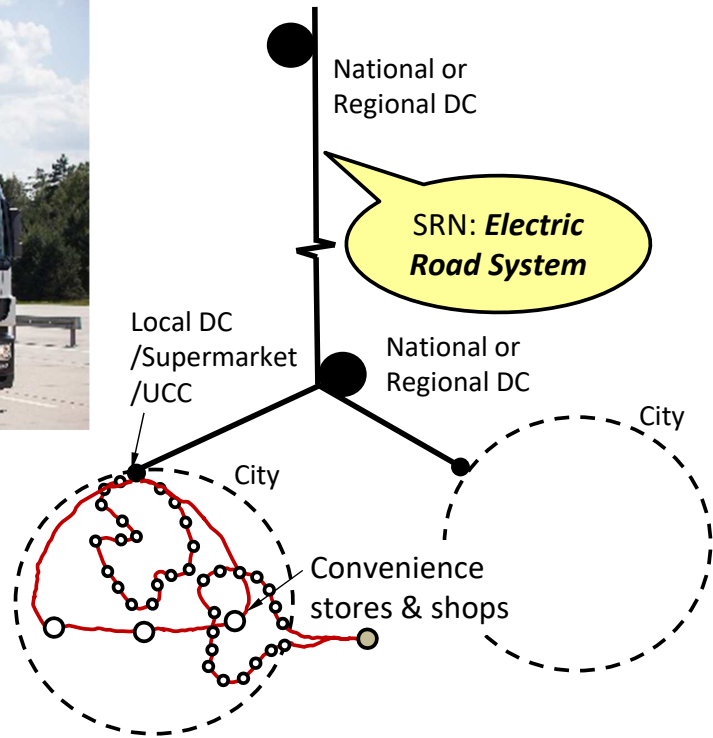 National or
Regional DC
SRN: Electric
Road System
Local DC
/Supermarket
/UCC
National or
Regional DC
City
City
Convenience
stores & shops